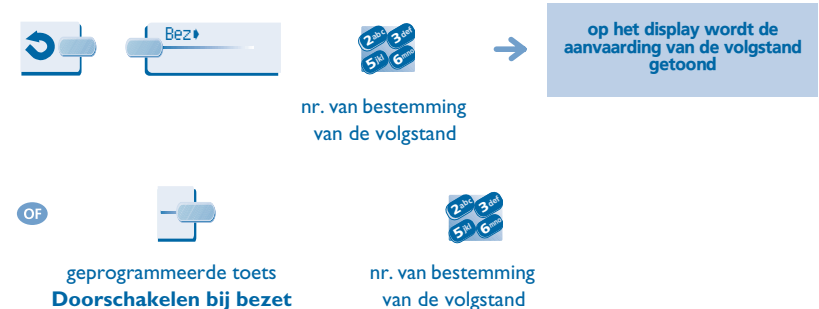 Bez
2abc 3def
5jkl 6mno
op het display wordt de
aanvaarding van de volgstand
getoond
nr. van bestemming
van de volgstand
OF
2abc 3def
5jkl 6mno
geprogrammeerde toets
Doorschakelen bij bezet
nr. van bestemming
van de volgstand